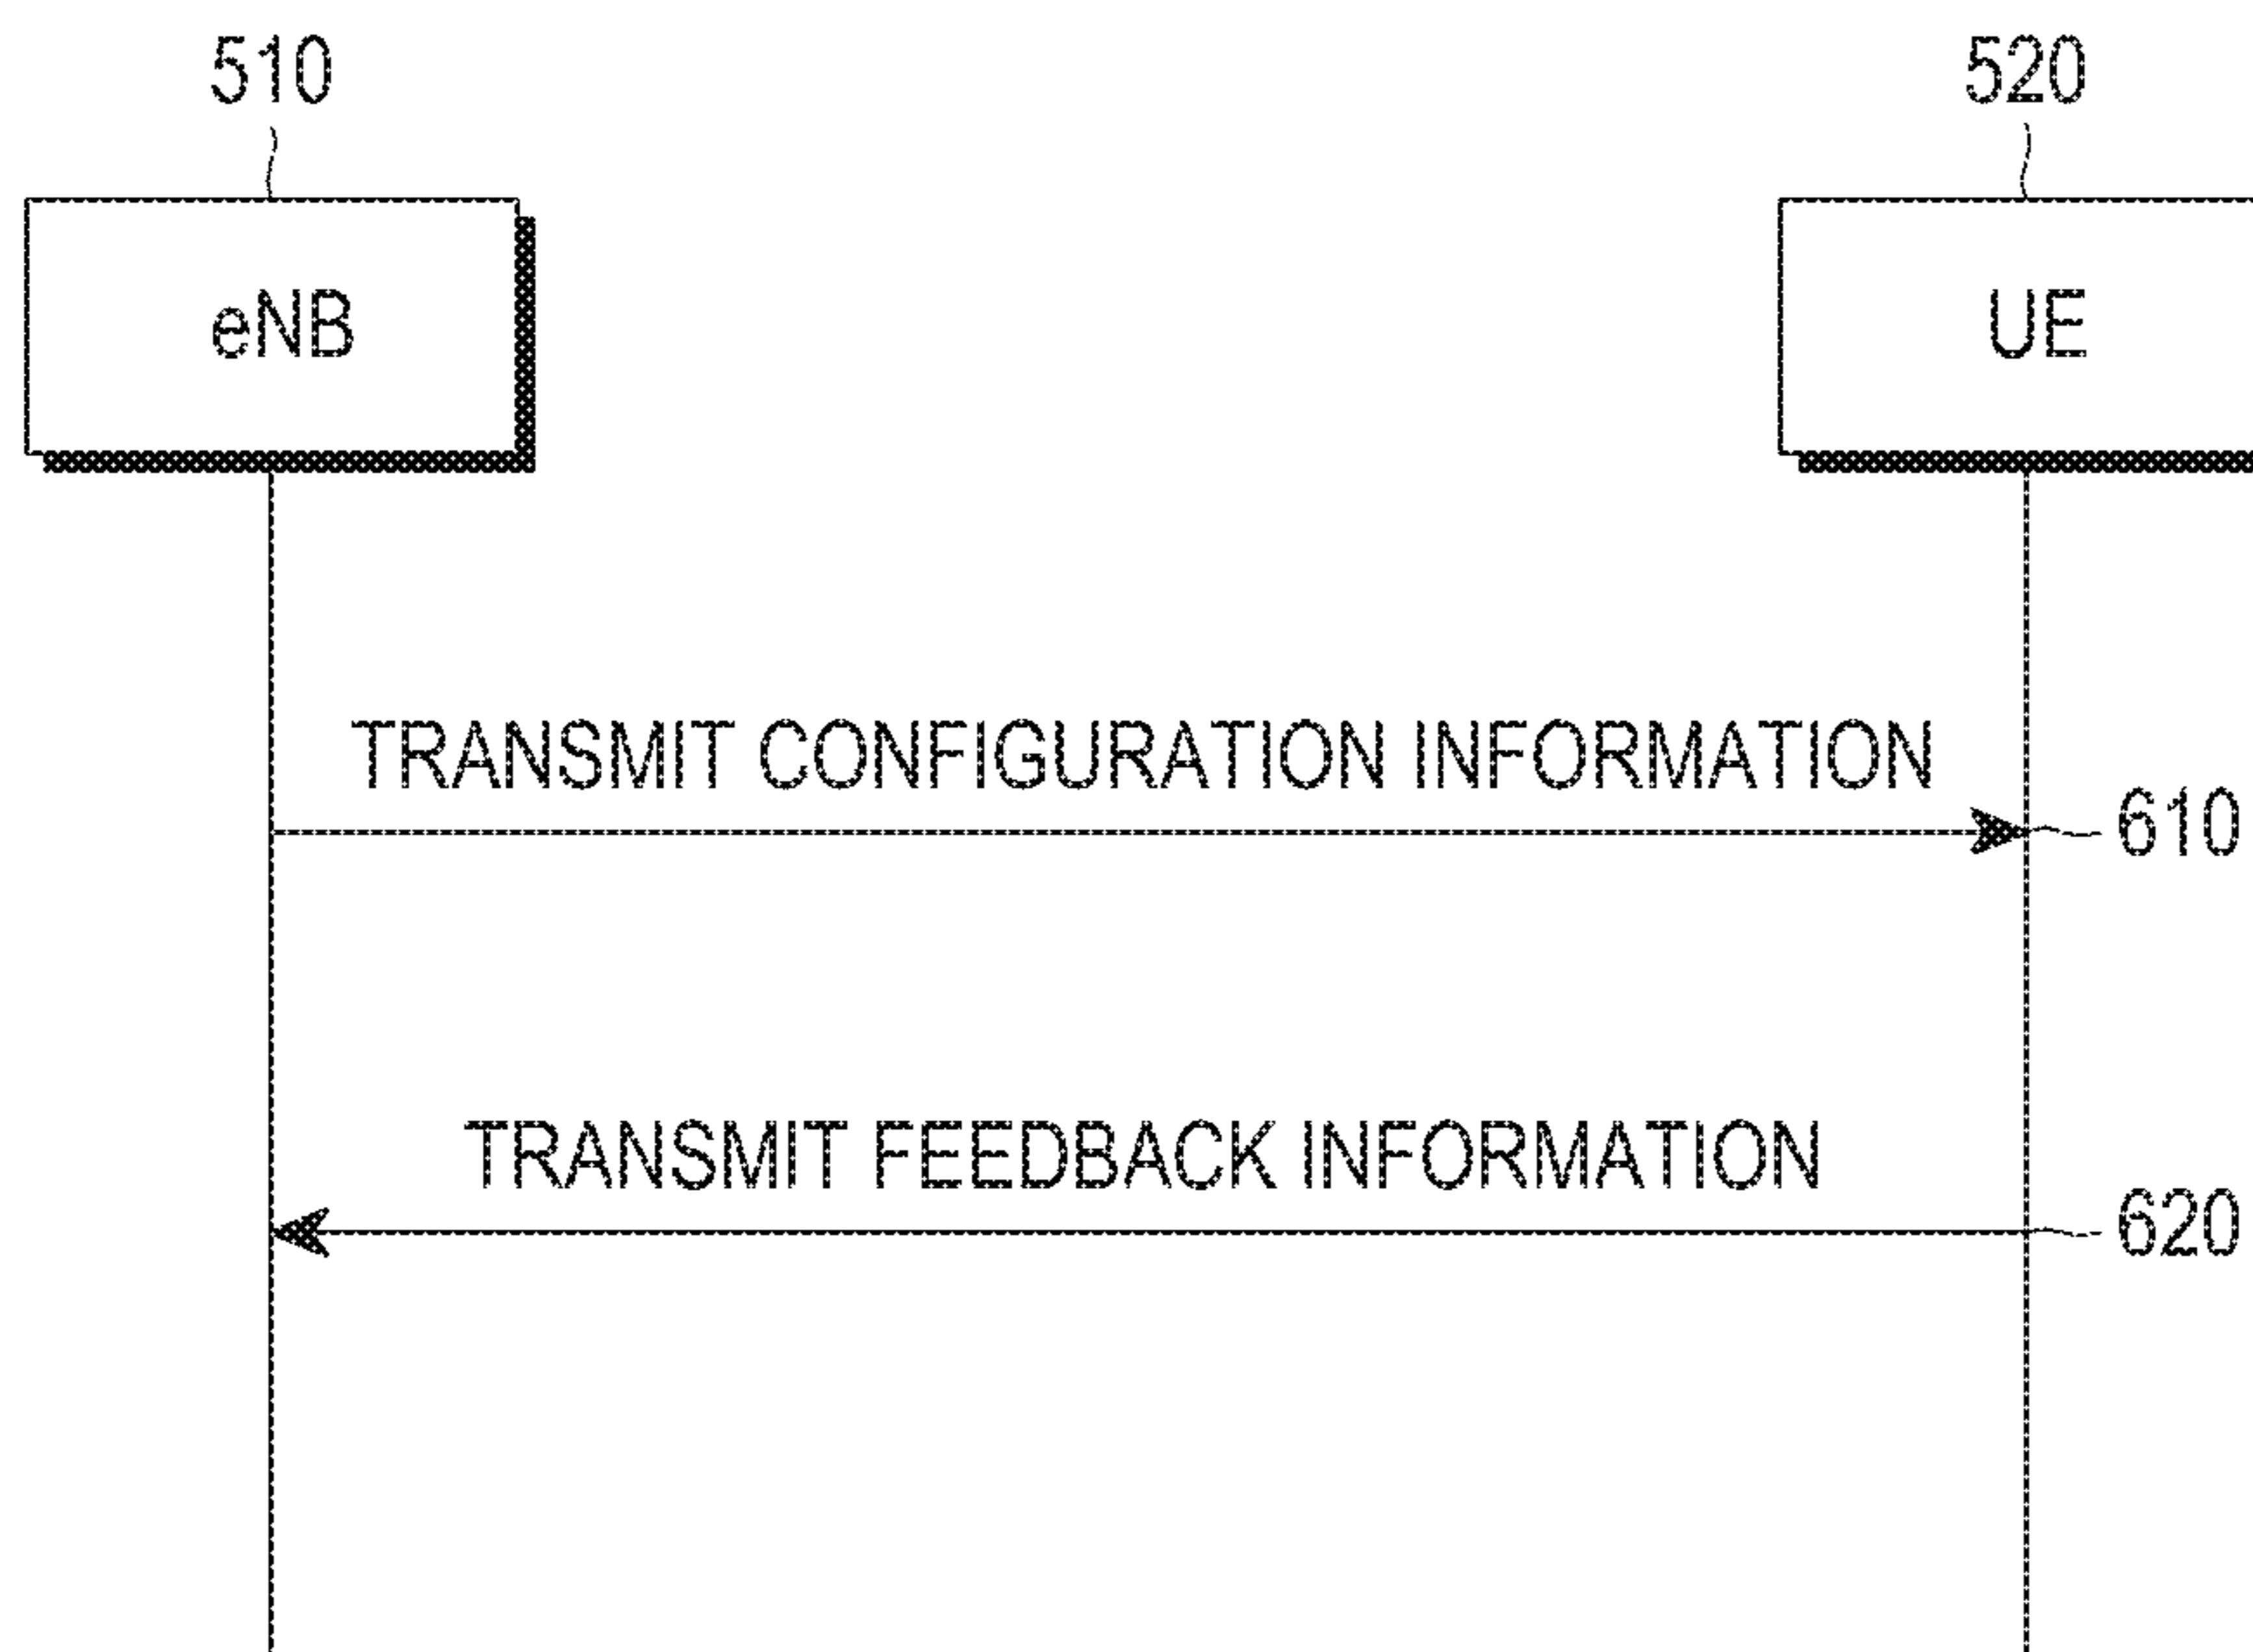 510
520
eNB
UE
TRANSMIT CONFIGURATION INFORMATION
610
TRANSMIT FEEDBACK INFORMATION
620